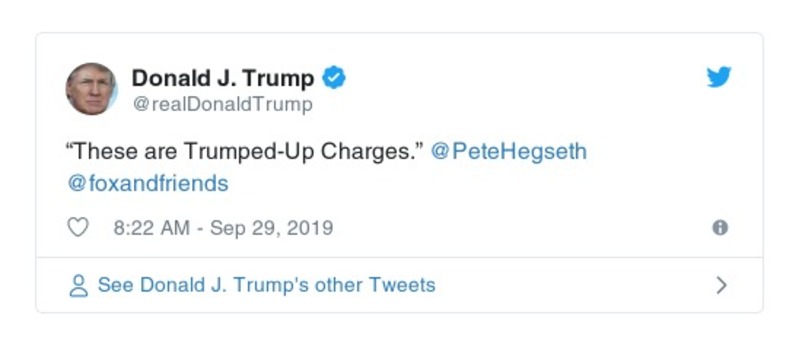 Donald J. Trump
@realDonaldTrump
“These are Trumped-Up Charges.” @PeteHegseth
@foxandfriends
8:22 AM - Sep 29, 2019
See Donald J. Trump's other Tweets